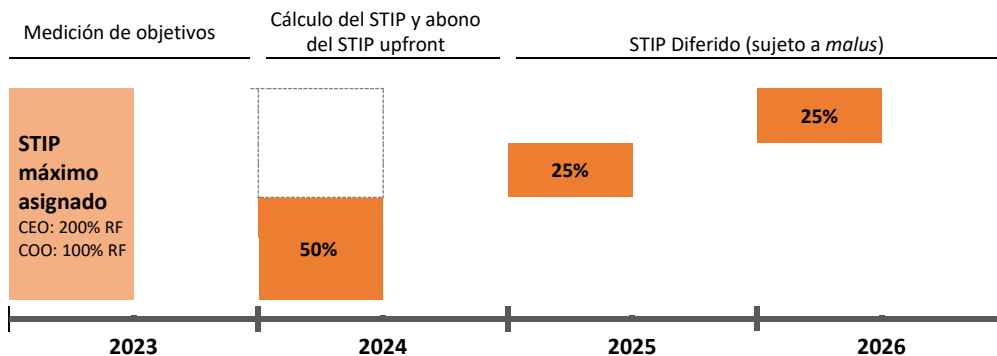 Medición de objetivos
Cálculo del STIP y abono
del STIP upfront
STIP Diferido (sujeto a malus)
STIP
máximo
asignado
CEO: 200% RF
COO: 100% RF
50%
25%
25%
2023
2024
2025
2026